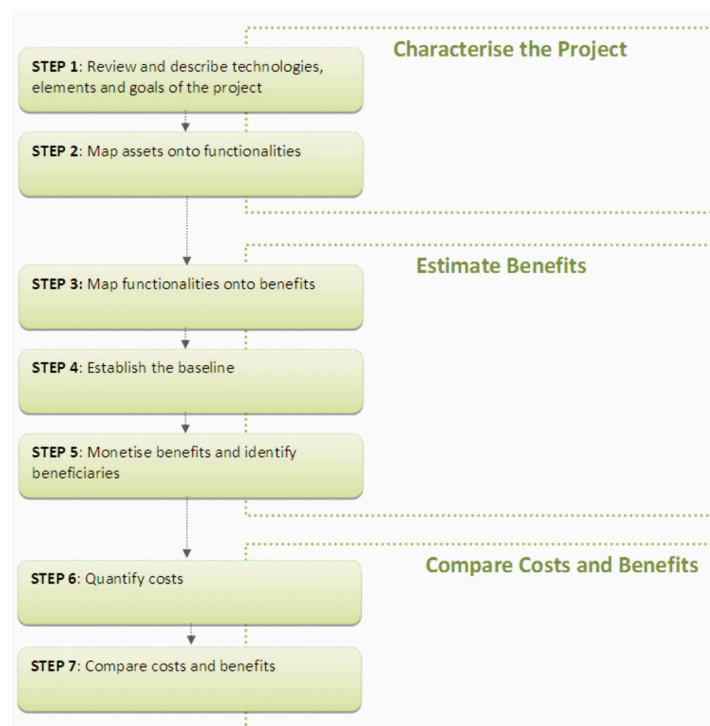 Characterise the Project
STEP 1: Review and describe technologies,
elements and goals of the project
STEP 2: Map assets onto functionalities
Estimate Benefits
STEP 3: Map functionalities onto benefits
STEP 4: Establish the baseline
STEP 5: Monetise benefits and identify
beneficiaries
Compare Costs and Benefits
STEP 6: Quantify costs
STEP 7: Compare costs and benefits